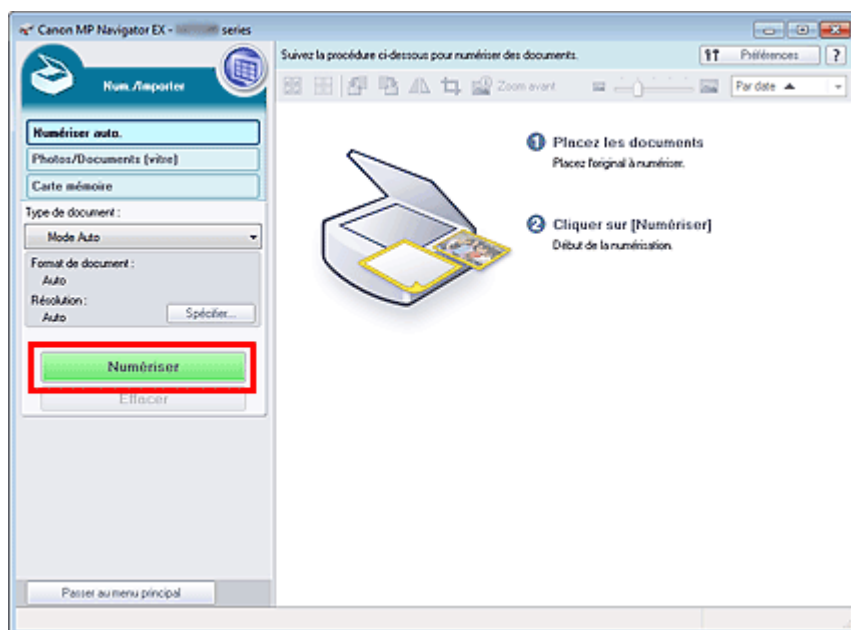 Canon MP Navigator EX - series
Num./Importer
Suivez la procédure ci-dessous pour numériser des documents.
Préférences
?
Zoom avant
Par date
Numériser auto.
Photos/Documents (vitre)
Carte mémoire
Type de document :
Mode Auto
Format de document :
Auto
Résolution :
Auto
Spécifier...
Numériser
Effacer
1 Placez les documents
Placez l'original à numériser.
2 Cliquer sur [Numériser]
Début de la numérisation.
Passer au menu principal